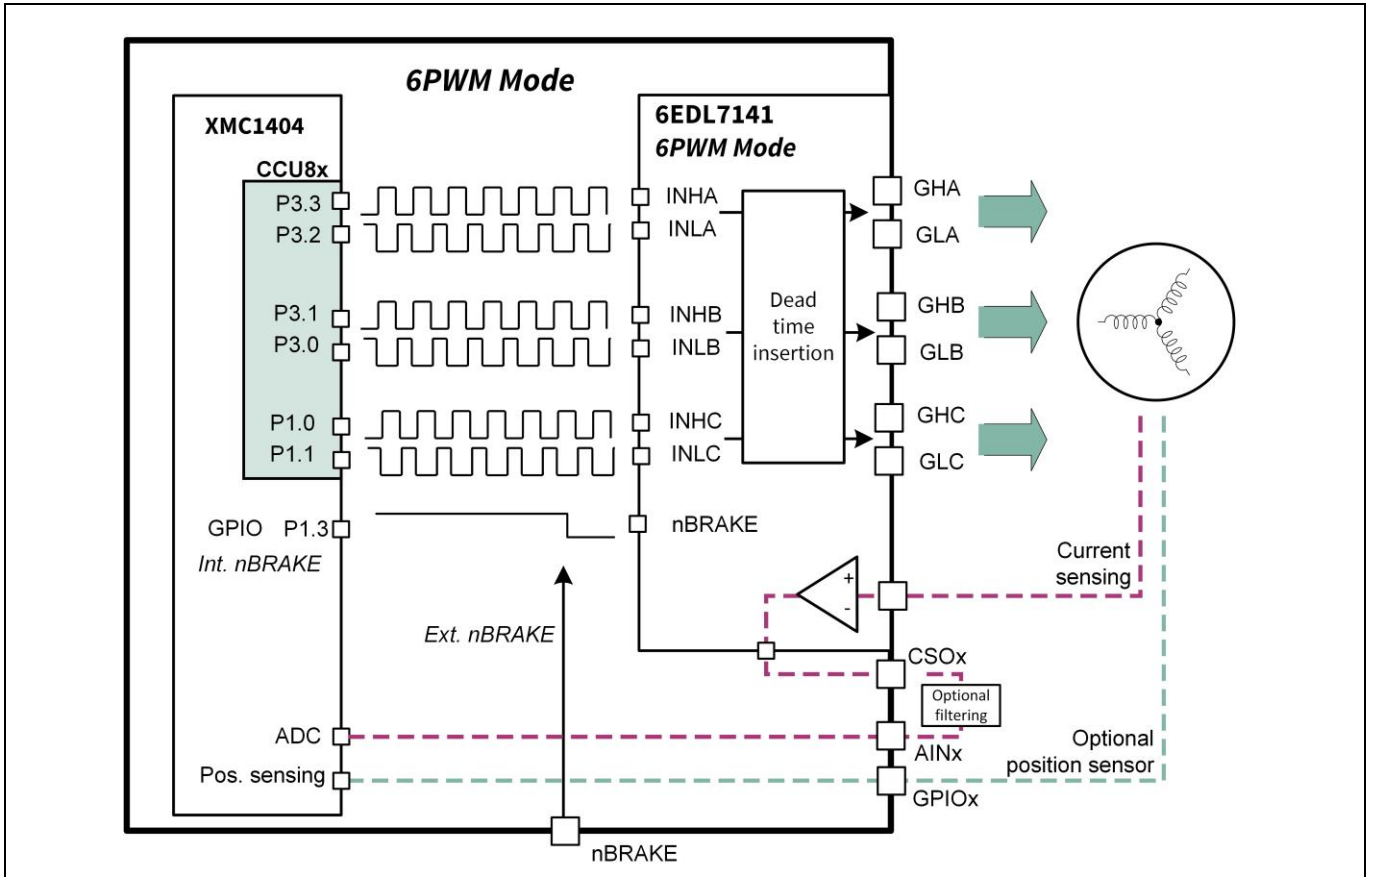 6PWM Mode
XMC1404
6EDL7141
6PWM Mode
CCU8x
P3.3
P3.2
P3.1
P3.0
P1.0
P1.1
GPIO P1.3
Int. nBRAKE
INHA
INLA
INHB
INLB
INHC
INLC
nBRAKE
Dead
time
insertion
GHA
GLA
GHB
GLB
GHC
GLC
Current
sensing
+
-
Ext. nBRAKE
CSOx
Optional
filtering
ADC
AINx
Optional
position sensor
Pos. sensing
GPIOx
nBRAKE